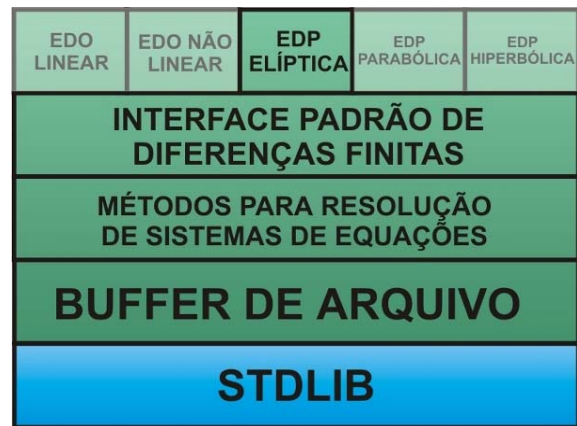 EDO
LINEAR
EDO NÃO
LINEAR
EDP
ELÍPTICA
EDP
PARABÓLICA
EDP
HIPERBÓLICA
INTERFACE PADRÃO DE
DIFERENÇAS FINITAS
MÉTODOS PARA RESOLUÇÃO
DE SISTEMAS DE EQUAÇÕES
BUFFER DE ARQUIVO
STDLIB